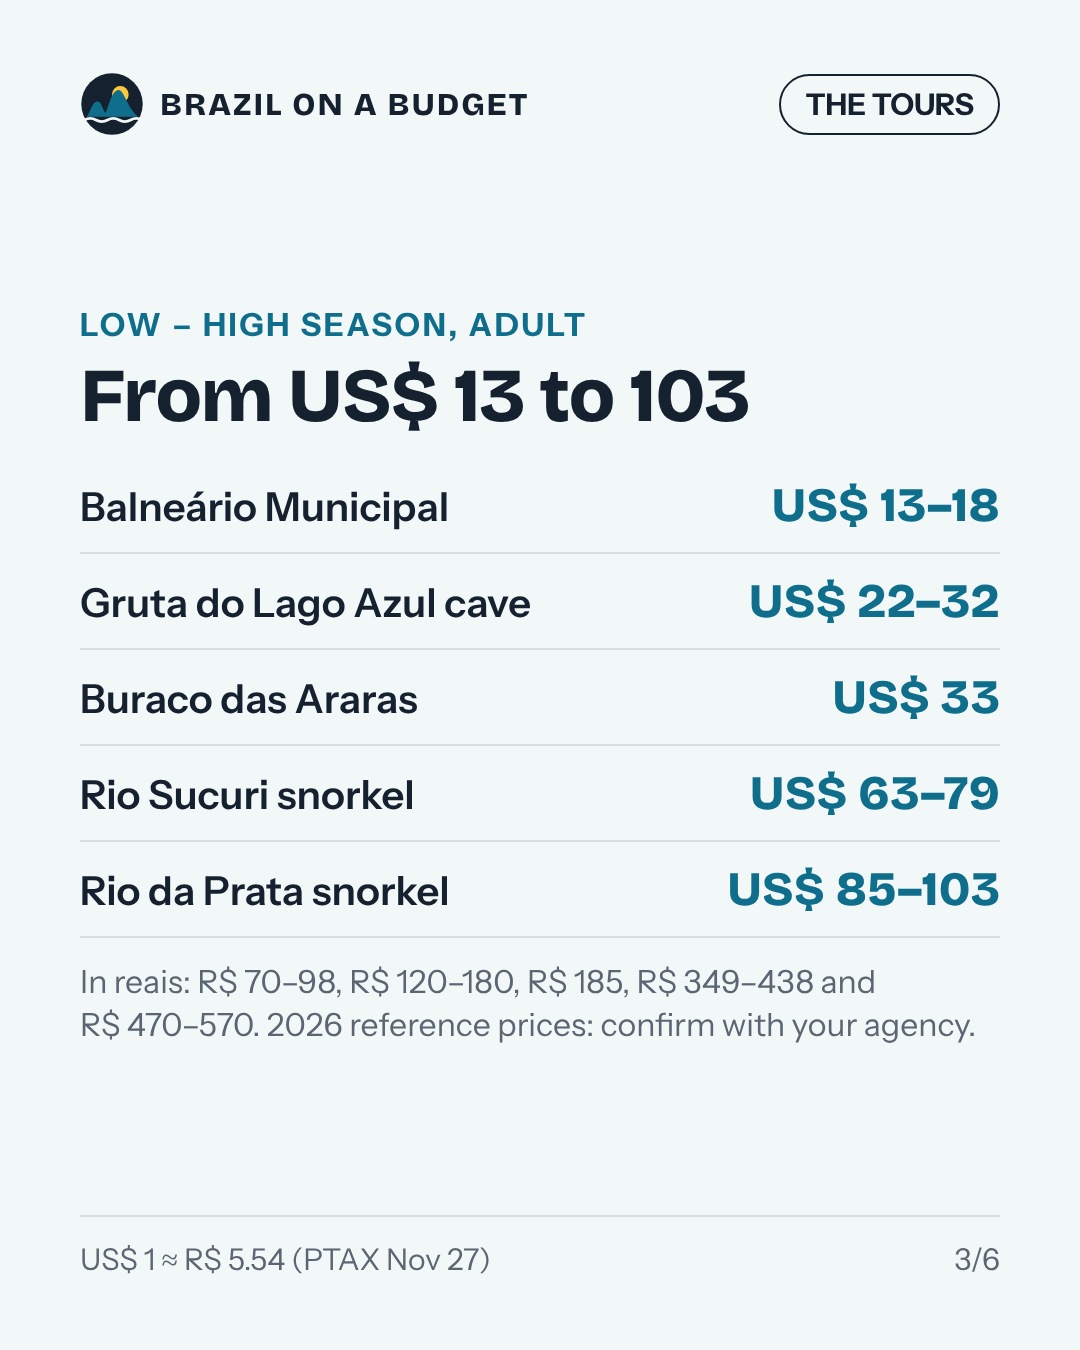 BRAZIL ON A BUDGET
THE TOURS
LOW – HIGH SEASON, ADULT
From US$ 13 to 103
Balneário Municipal US$ 13–18
Gruta do Lago Azul cave US$ 22–32
Buraco das Araras US$ 33
Rio Sucuri snorkel US$ 63–79
Rio da Prata snorkel US$ 85–103
In reais: R$ 70–98, R$ 120–180, R$ 185, R$ 349–438 and
R$ 470–570. 2026 reference prices: confirm with your agency.
US$ 1 ≈ R$ 5.54 (PTAX Nov 27)
3/6